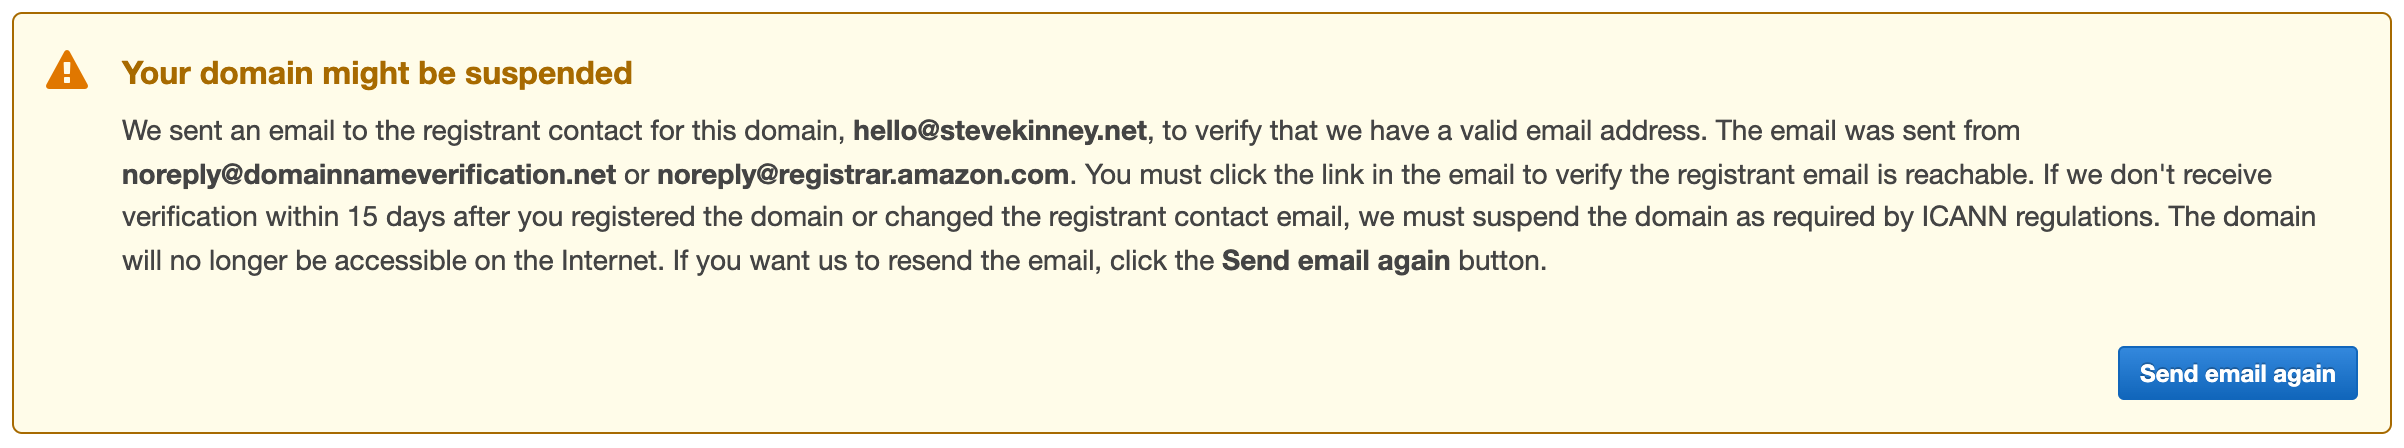 Your domain might be suspended
We sent an email to the registrant contact for this domain, hello@stevekinney.net, to verify that we have a valid email address. The email was sent from
noreply@domainnameverification.net or noreply@registrar.amazon.com. You must click the link in the email to verify the registrant email is reachable. If we don't receive
verification within 15 days after you registered the domain or changed the registrant contact email, we must suspend the domain as required by ICANN regulations. The domain
will no longer be accessible on the Internet. If you want us to resend the email, click the Send email again button.
Send email again